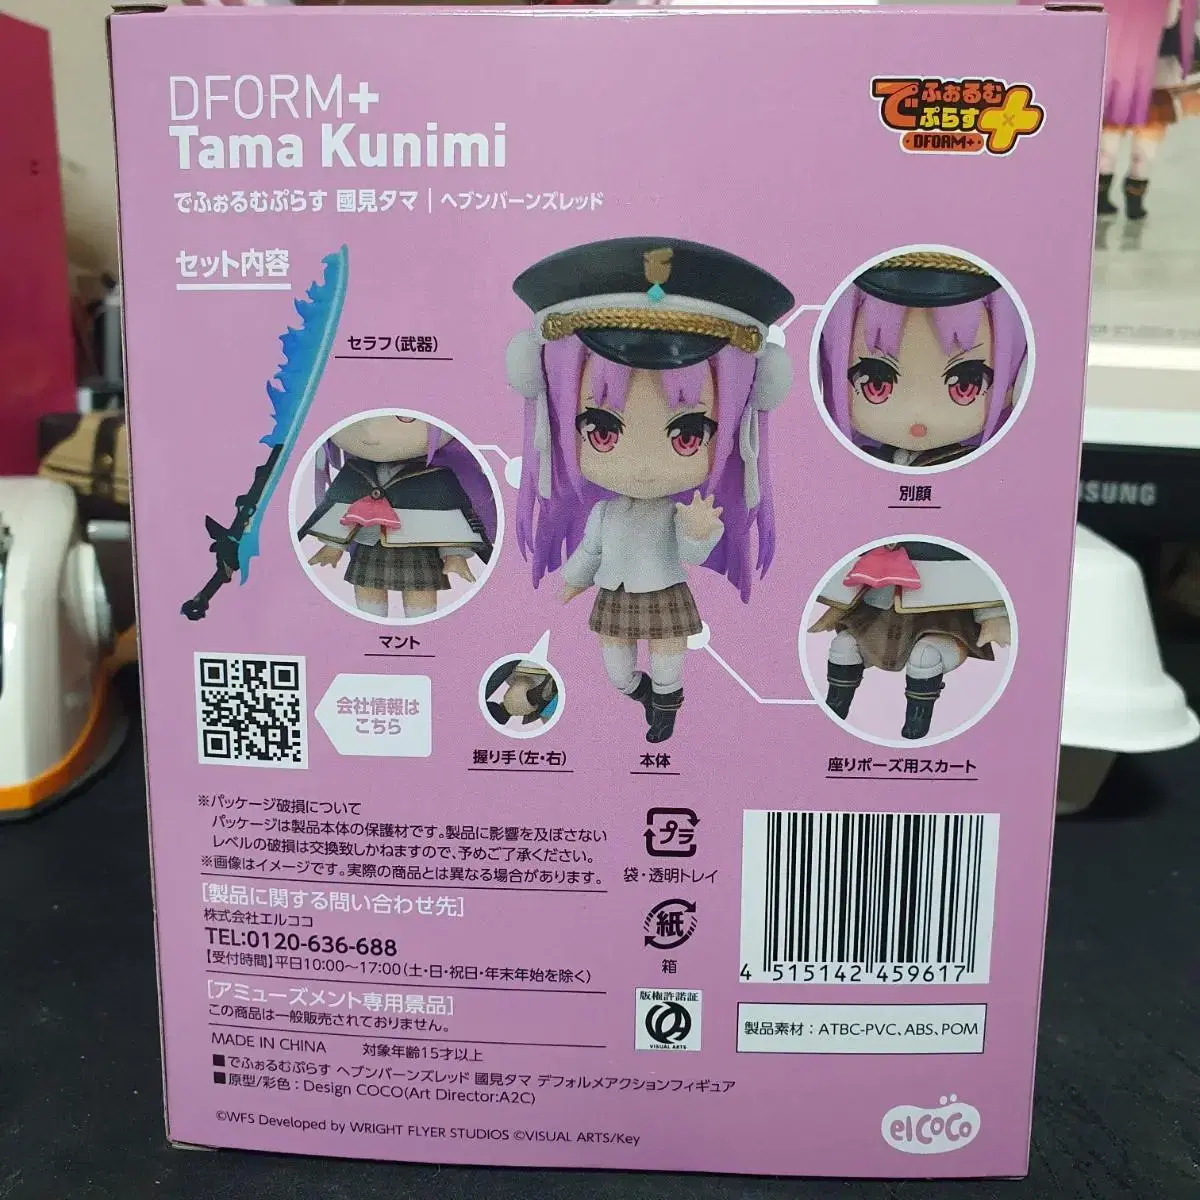 DFORM+
Tama Kunimi
でふぉるむぷらす 國見タマ | ヘブンバーンズレッド
でふぉるむ
ぷらす
DFORM+
セット内容
セラフ(武器)
別顔
マント
SUNG
会社情報は
こちら
握り手(左・右)
本体
座りポーズ用スカート
※パッケージ破損について
パッケージは製品本体の保護材です。製品に影響を及ぼさない
レベルの破損は交換致しかねますので、予めご了承ください。
※画像はイメージです。実際の商品とは異なる場合があります。
プラ
袋・透明トレイ
紙
箱
[製品に関する問い合わせ先]
株式会社エルココ
TEL:0120-636-688
【受付時間】平日10:00〜17:00(土・日・祝日・年末年始を除く)
4 515142 459617
[アミューズメント専用景品]
この商品は一般販売されておりません。
版権許諾証
VISUAL ARTS
製品素材：ATBC-PVC、ABS、POM
MADE IN CHINA 対象年齢15才以上
■でふぉるむぷらす ヘブンバーンズレッド 國見タマ デフォルメアクションフィギュア
■原型/彩色：Design COCO(Art Director:A2C)
©WFS Developed by WRIGHT FLYER STUDIOS ©VISUAL ARTS/Key
elcoco